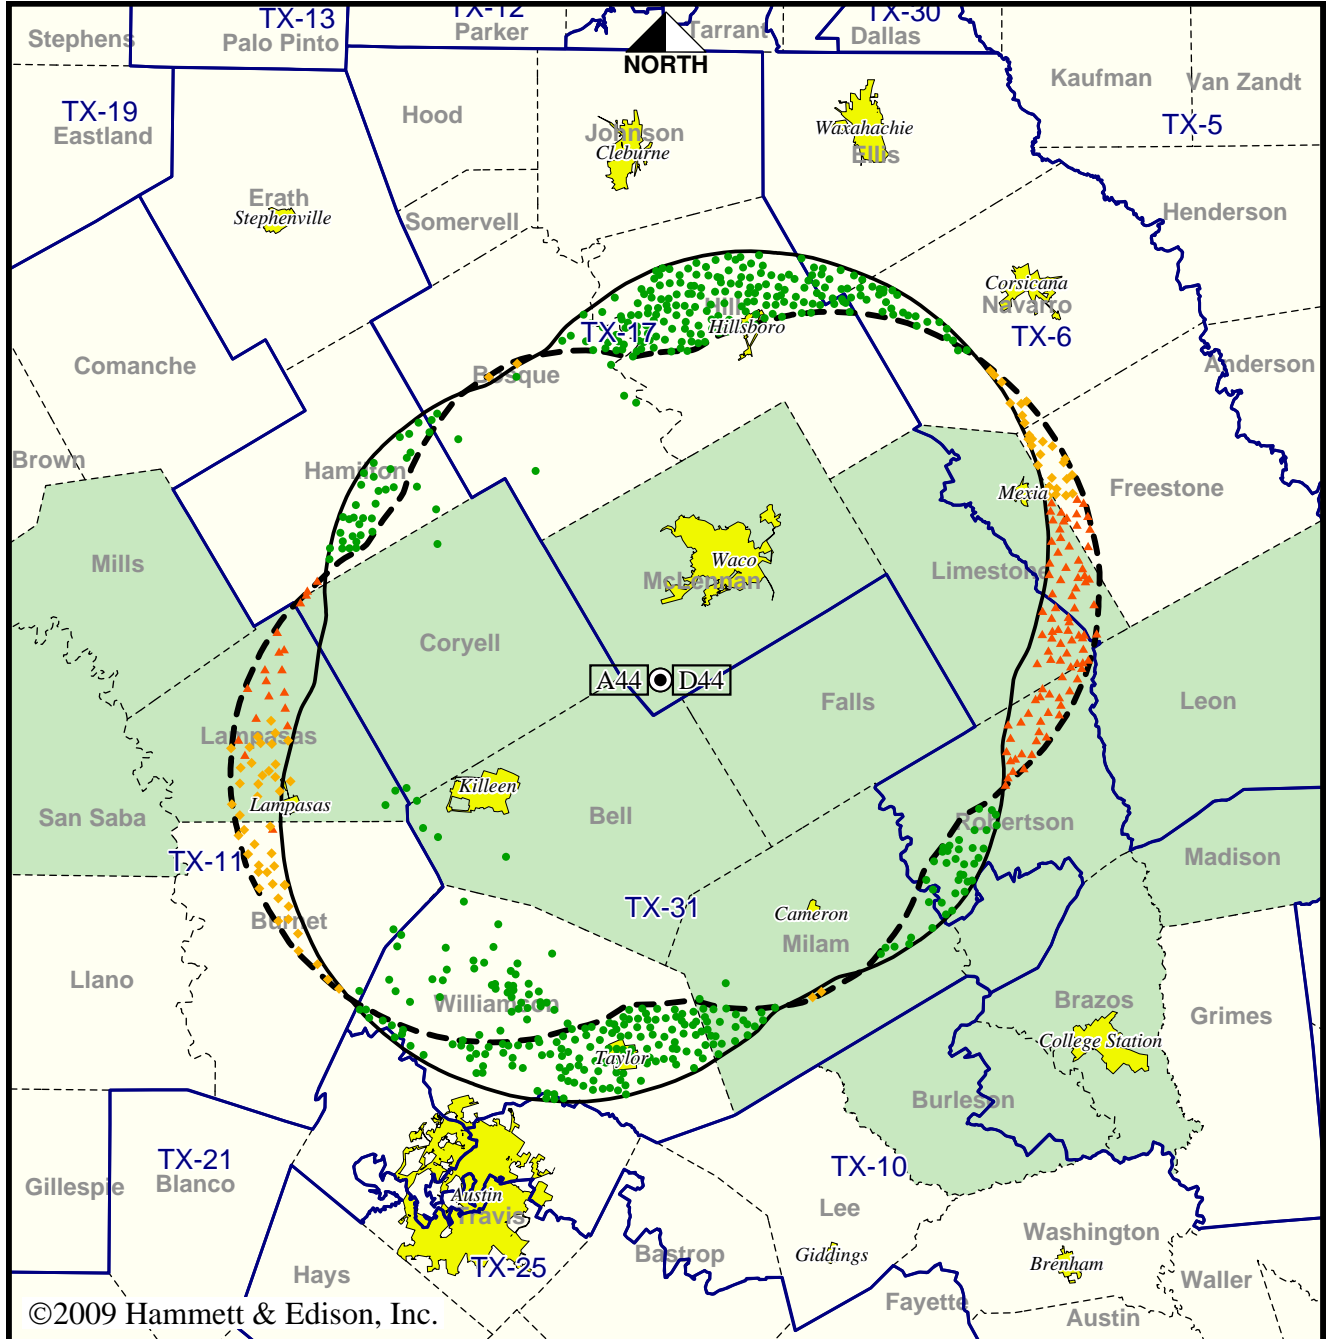 TX-13
TX-12
TX-30
Stephens
Palo Pinto
Parker
Tarrant
Dallas
NORTH
Kaufman
Van Zandt
TX-19
Eastland
Hood
Johnson
Cleburne
Waxahachie
Ellis
TX-5
Erath
Stephenville
Somervell
Henderson
Corsicana
Navarro
TX-6
Hill
Hillsboro
TX-17
Comanche
Bosque
Anderson
Brown
Hamilton
Mexia
Freestone
Mills
Waco
McLennan
Limestone
Coryell
A44
D44
Falls
Leon
Lampasas
Lampasas
Killeen
San Saba
Bell
Robertson
TX-11
Madison
Burnet
TX-31
Cameron
Milam
Llano
Williamson
Brazos
Grimes
Taylor
College Station
Burleson
TX-21
Blanco
Gillespie
TX-10
Austin
Travis
Lee
Washington
Bastrop
Giddings
Brenham
Hays
TX-25
Waller
Fayette
Austin
©2009 Hammett & Edison, Inc.